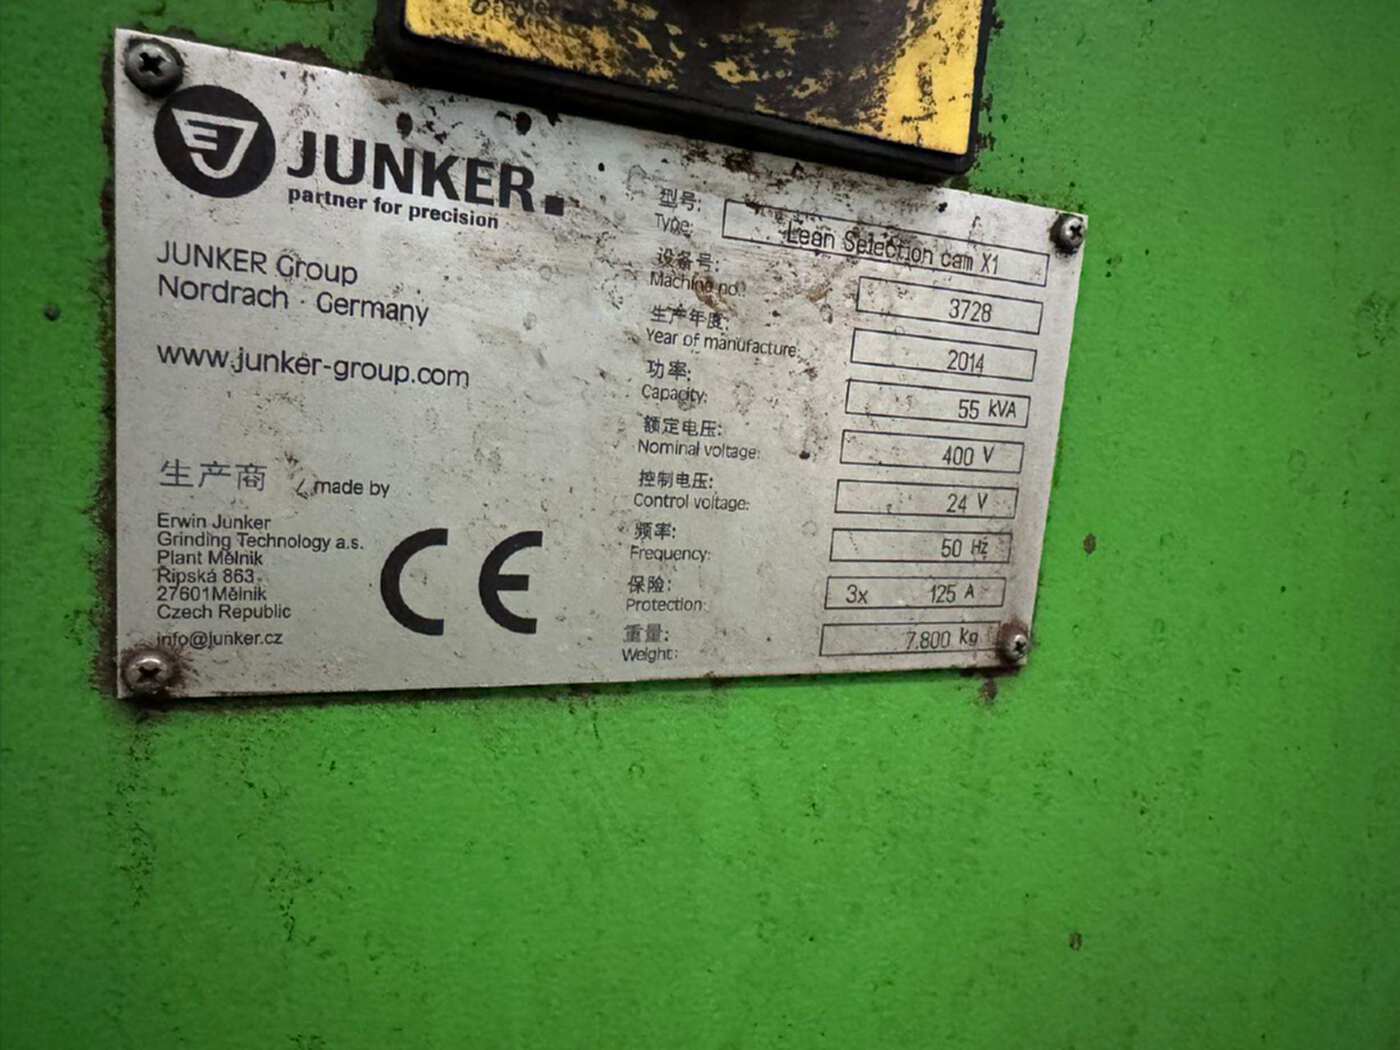 JUNKER
partner for precision
JUNKER Group
Nordrach · Germany
www.junker-group.com
生产商 / made by
Erwin Junker
Grinding Technology a.s.
Plant Mělník
Řipská 863
27601Mělník
Czech Republic
info@junker.cz
CE
型号:
Type: Lean Selection cam X1
设备号:
Machine no.: 3728
生产年度:
Year of manufacture: 2014
功率:
Capacity: 55 kVA
额定电压:
Nominal voltage: 400 V
控制电压:
Control voltage: 24 V
频率:
Frequency: 50 Hz
保险:
Protection: 3x 125 A
重量:
Weight: 7.800 kg